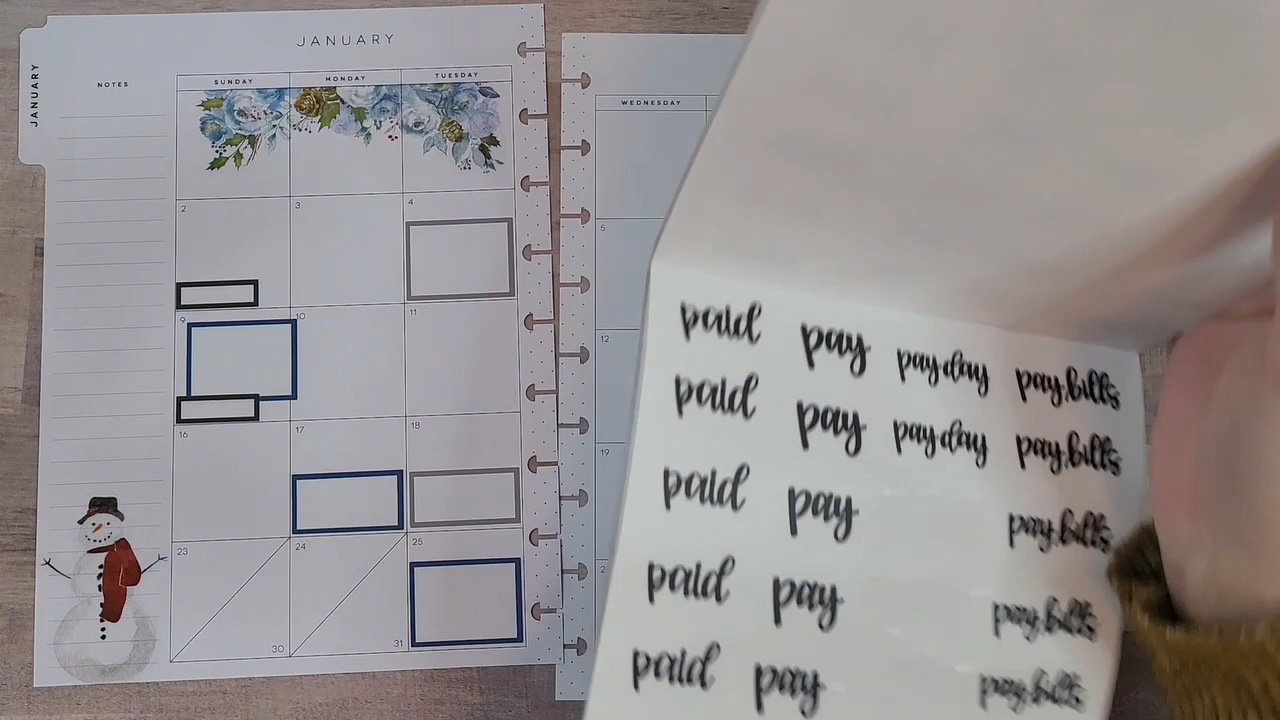 JANUARY
JANUARY
NOTES
SUNDAY MONDAY TUESDAY
2 3 4
9 10 11
16 17 18
23 24 25
30 31
WEDNESDAY
5
12
19
2
paid pay payday pay bills
paid pay payday pay bills
paid pay pay bills
paid pay pay bills
paid pay pay bills